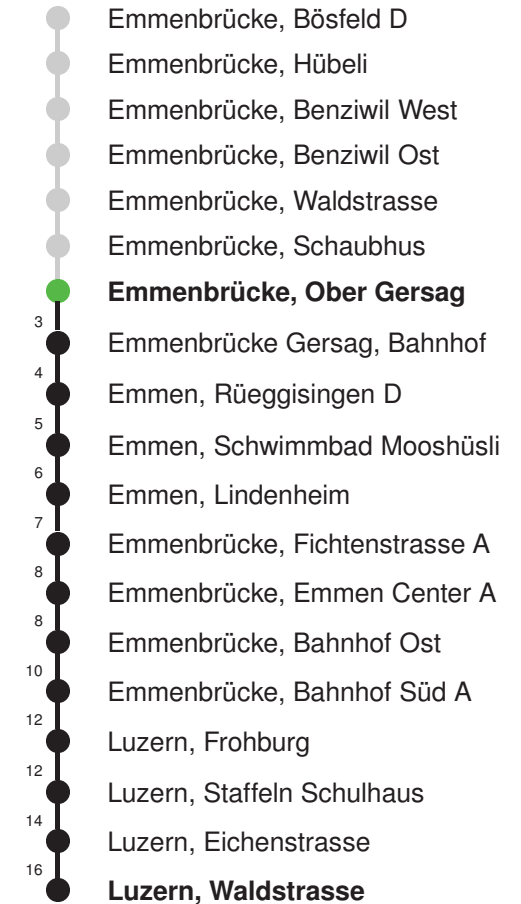 Emmenbrücke, Bösfeld D
Emmenbrücke, Hübeli
Emmenbrücke, Benziwil West
Emmenbrücke, Benziwil Ost
Emmenbrücke, Waldstrasse
Emmenbrücke, Schaubhus
Emmenbrücke, Ober Gersag
3
Emmenbrücke Gersag, Bahnhof
4
Emmen, Rüeggisingen D
5
Emmen, Schwimmbad Mooshüsli
6
Emmen, Lindenheim
7
Emmenbrücke, Fichtenstrasse A
8
Emmenbrücke, Emmen Center A
8
Emmenbrücke, Bahnhof Ost
10
Emmenbrücke, Bahnhof Süd A
12
Luzern, Frohburg
12
Luzern, Staffeln Schulhaus
14
Luzern, Eichenstrasse
16
Luzern, Waldstrasse